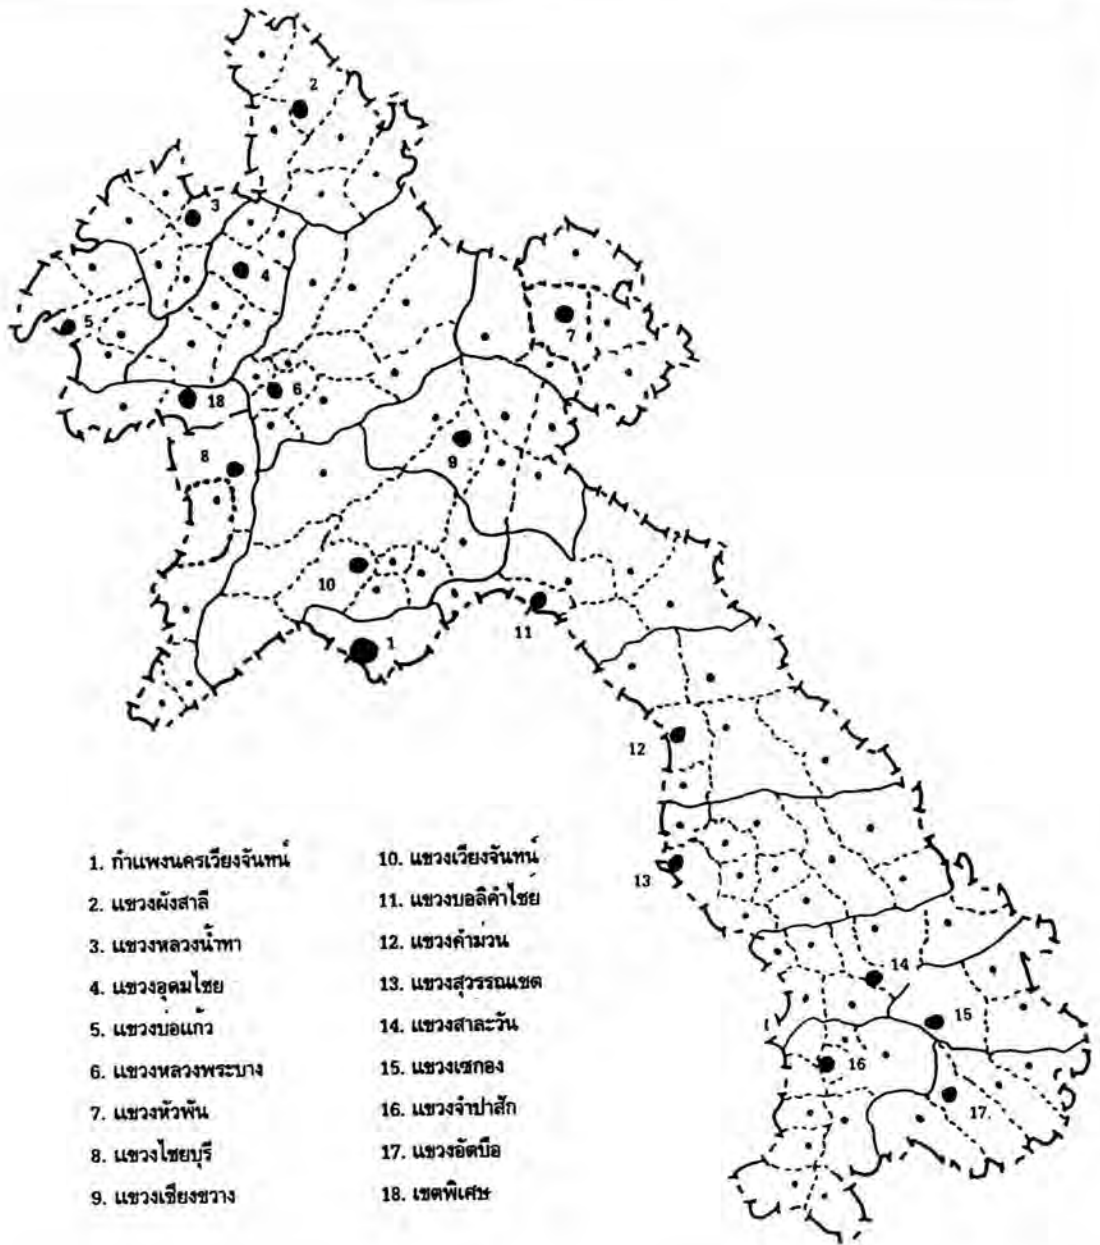 2
3
4
5
7
6
18
9
8
10
11
1
12
13
14
15
16
17
1. กำแพงนครเวียงจันทน์
2. แขวงผังสาลี
3. แขวงหลวงน้ำทา
4. แขวงอุดมไชย
5. แขวงบ่อแก้ว
6. แขวงหลวงพระบาง
7. แขวงหัวพัน
8. แขวงไชยบุรี
9. แขวงเชียงขวาง
10. แขวงเวียงจันทน์
11. แขวงบอลิคำไชย
12. แขวงคำม่วน
13. แขวงสุวรรณเขต
14. แขวงสาละวัน
15. แขวงเซกอง
16. แขวงจำปาสัก
17. แขวงอัตบือ
18. เขตพิเศษ